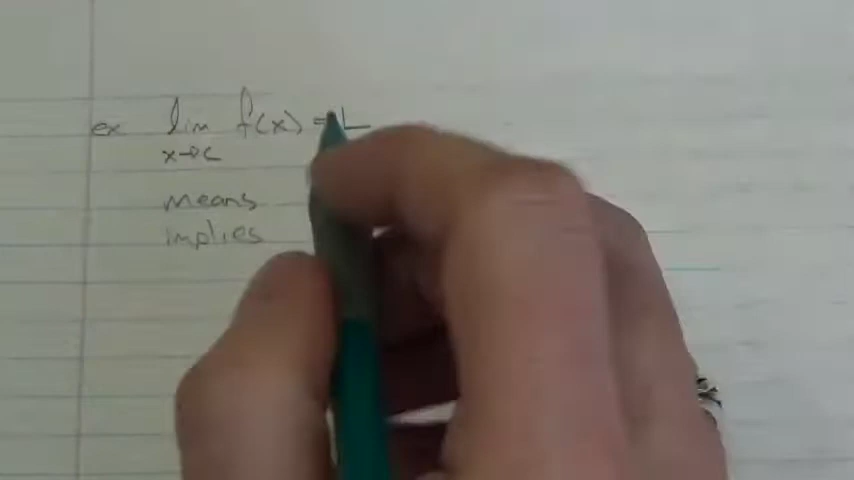 ex lim f(x) = L
x→c
means
implies